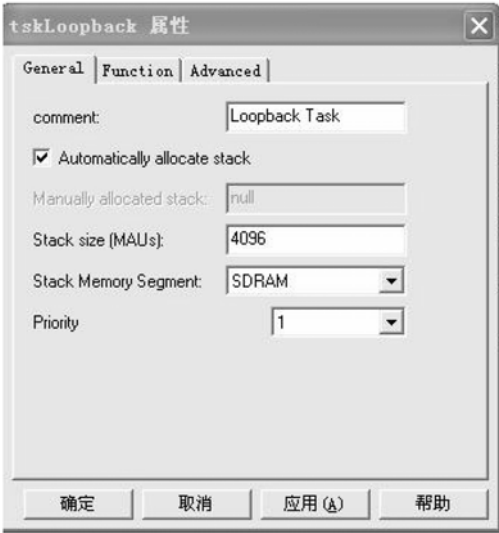 tskLoopback 属性
General Function Advanced
comment: Loopback Task
Automatically allocate stack
Manually allocated stack: null
Stack size (MAUs): 4096
Stack Memory Segment: SDRAM
Priority 1
确定 取消 应用(A) 帮助